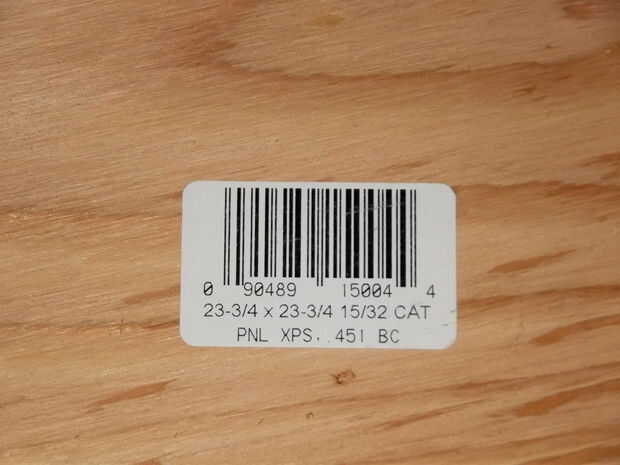 0 90489 15004 4
23-3/4 x 23-3/4 15/32 CAT
PNL XPS. .451 BC